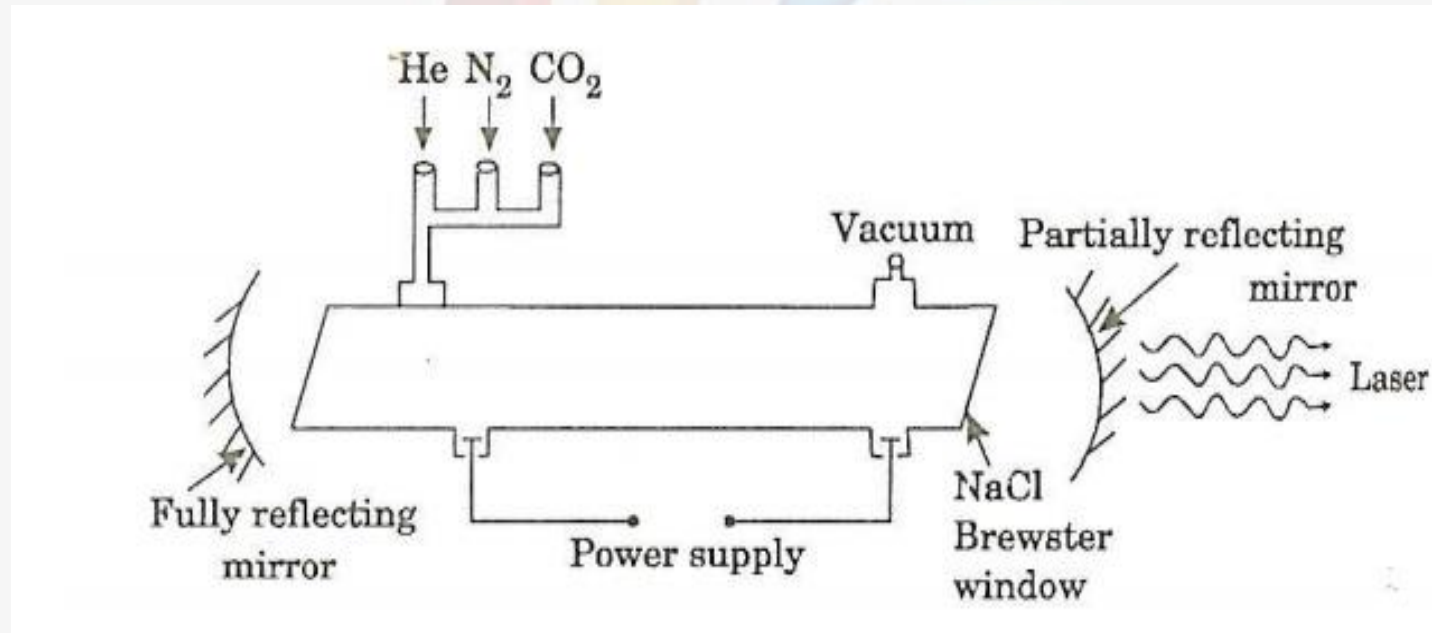 He N₂ CO₂
Vacuum
Partially reflecting
mirror
Laser
Fully reflecting
mirror
Power supply
NaCl
Brewster
window